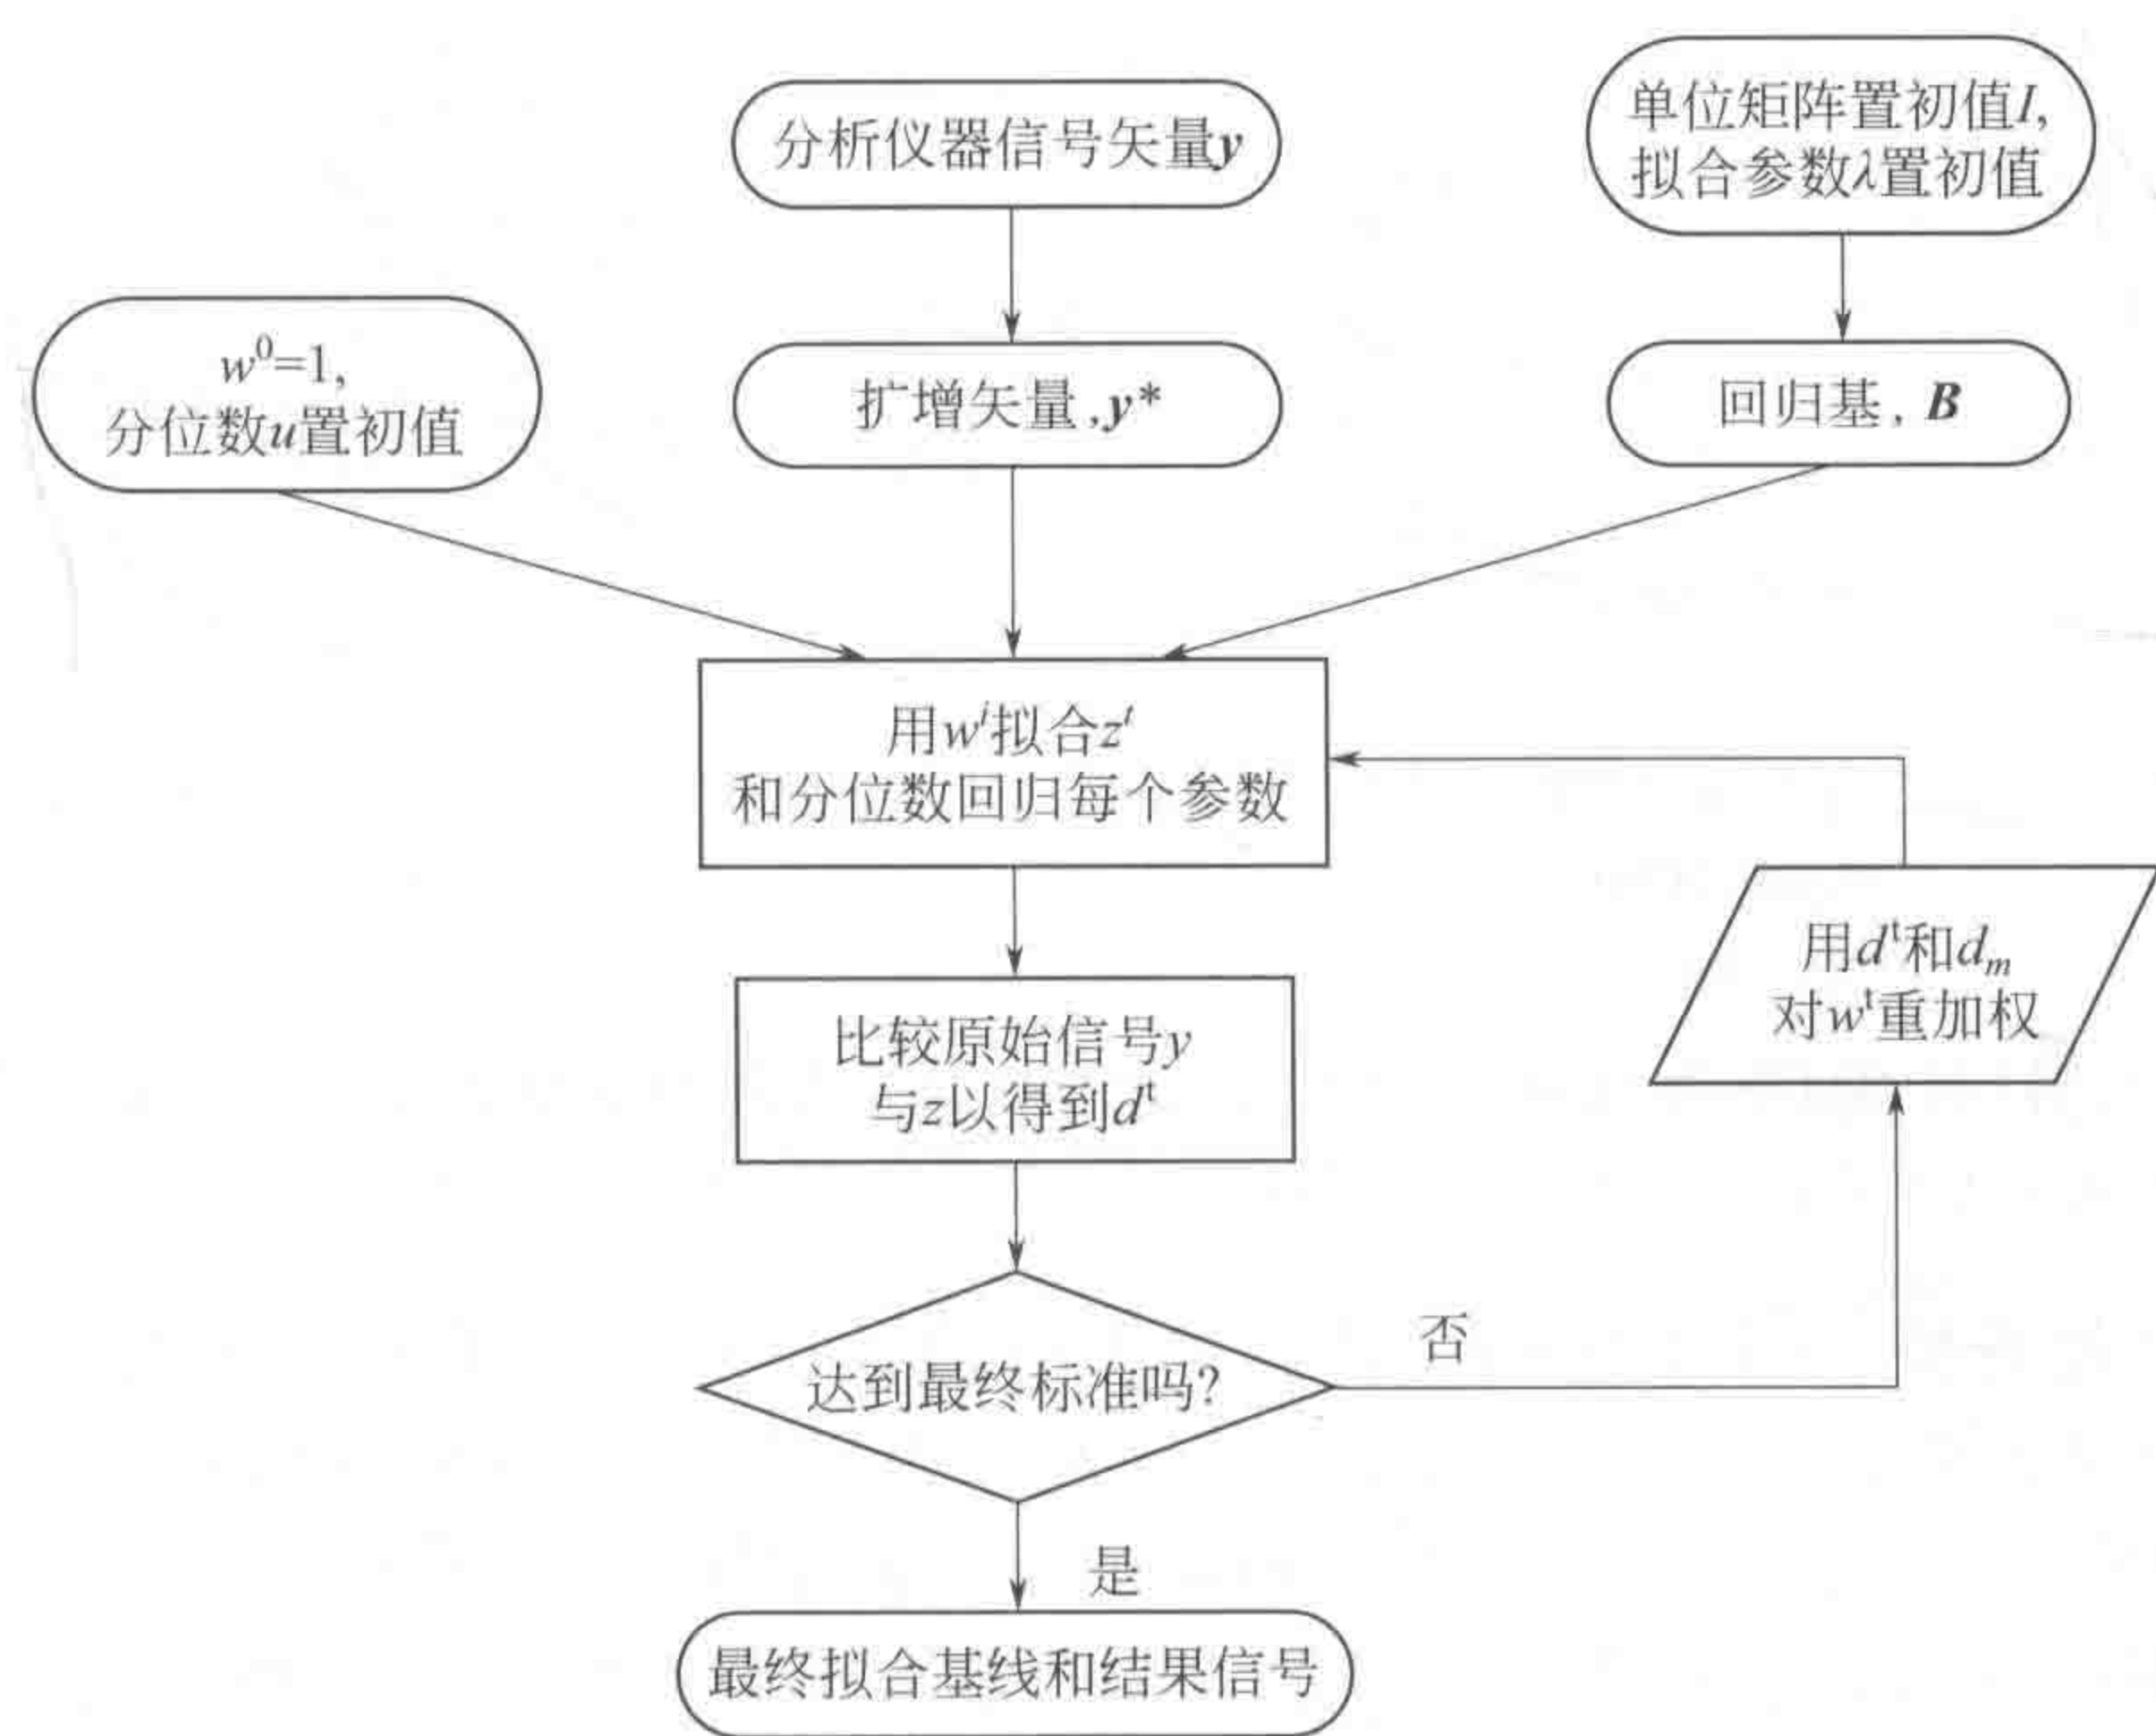 分析仪器信号矢量y
单位矩阵置初值I,
拟合参数λ置初值
w⁰=1,
分位数u置初值
扩增矢量,y*
回归基, B
用wⁱ拟合zᵗ
和分位数回归每个参数
用dᵗ和dₘ
对wᵗ重加权
比较原始信号y
与z以得到dᵗ
达到最终标准吗?
否
是
最终拟合基线和结果信号